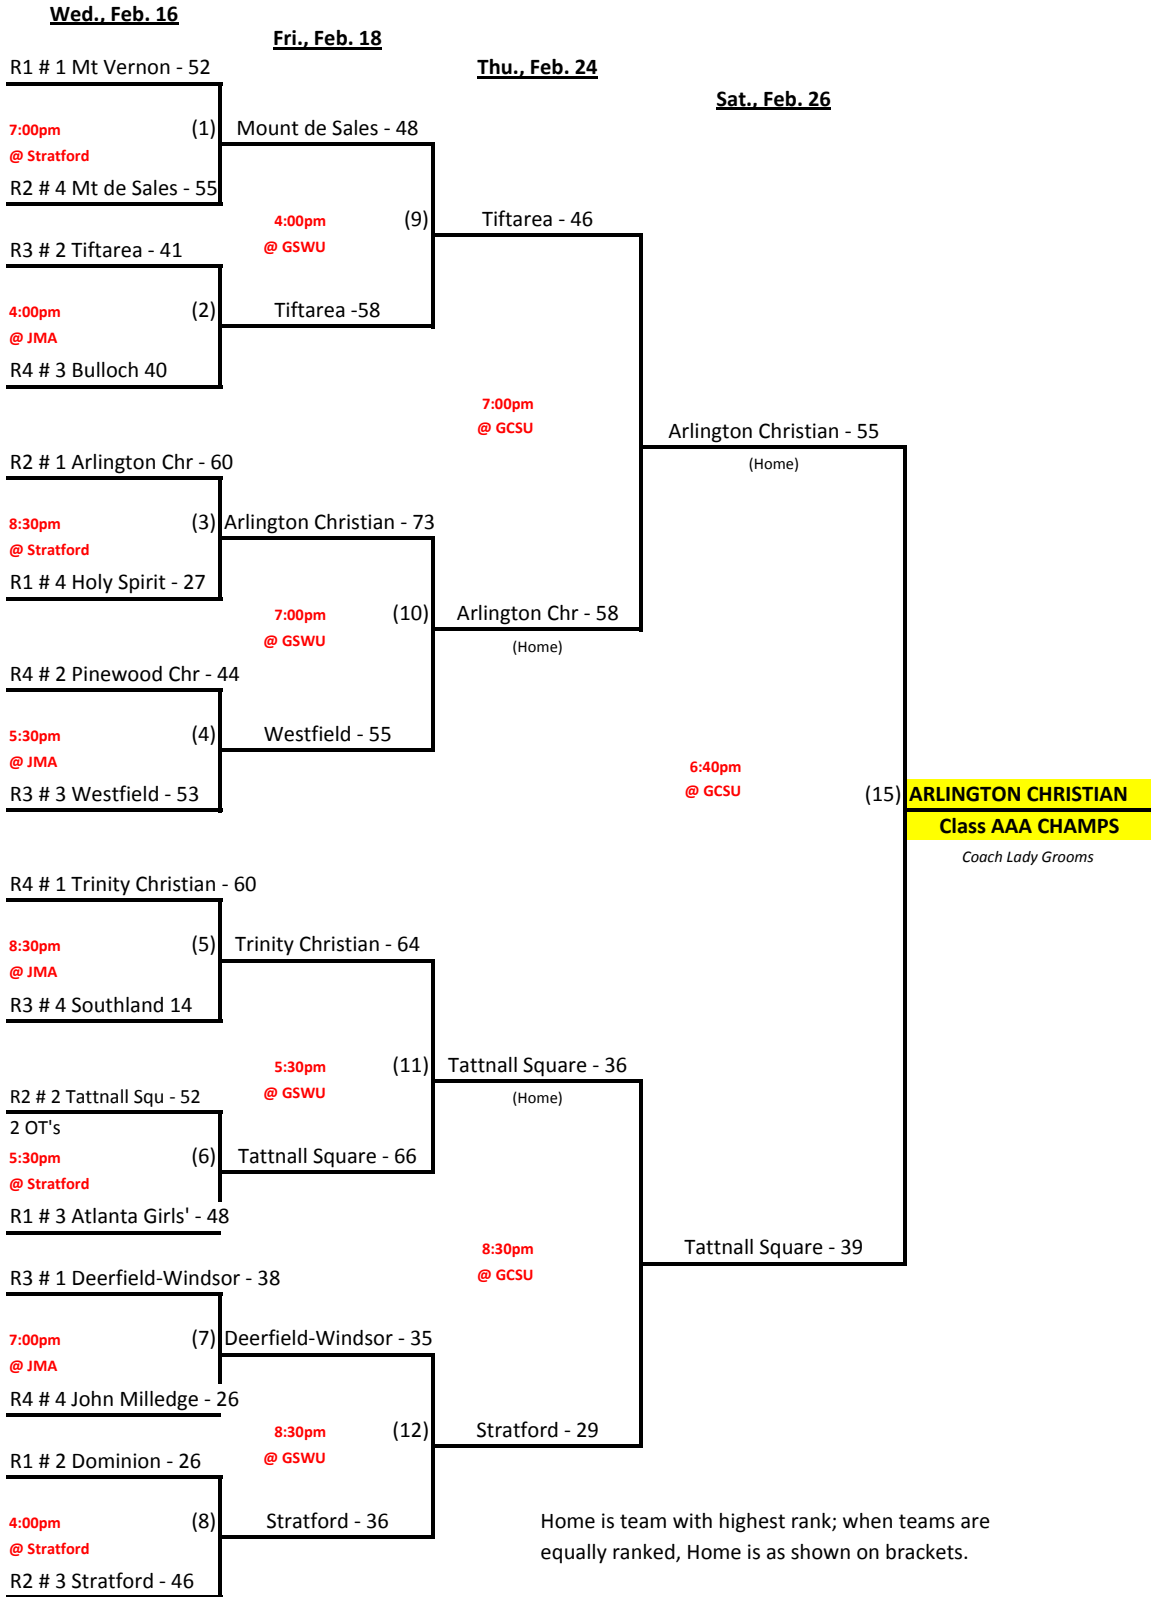 Wed., Feb. 16
Fri., Feb. 18
Thu., Feb. 24
Sat., Feb. 26
R1 # 1 Mt Vernon - 52
7:00pm
@ Stratford
(1)
R2 # 4 Mt de Sales - 55
Mount de Sales - 48
4:00pm
@ GSWU
(9)
R3 # 2 Tiftarea - 41
4:00pm
@ JMA
(2)
R4 # 3 Bulloch 40
Tiftarea -58
Tiftarea - 46
7:00pm
@ GCSU
R2 # 1 Arlington Chr - 60
8:30pm
@ Stratford
(3)
R1 # 4 Holy Spirit - 27
Arlington Christian - 73
7:00pm
@ GSWU
(10)
Arlington Chr - 58
(Home)
R4 # 2 Pinewood Chr - 44
5:30pm
@ JMA
(4)
R3 # 3 Westfield - 53
Westfield - 55
Arlington Christian - 55
(Home)
6:40pm
@ GCSU
(15)
ARLINGTON CHRISTIAN
Class AAA CHAMPS
Coach Lady Grooms
R4 # 1 Trinity Christian - 60
8:30pm
@ JMA
(5)
R3 # 4 Southland 14
Trinity Christian - 64
5:30pm
@ GSWU
(11)
Tattnall Square - 36
(Home)
R2 # 2 Tattnall Squ - 52
2 OT's
5:30pm
@ Stratford
(6)
R1 # 3 Atlanta Girls' - 48
Tattnall Square - 66
8:30pm
@ GCSU
Tattnall Square - 39
R3 # 1 Deerfield-Windsor - 38
7:00pm
@ JMA
(7)
R4 # 4 John Milledge - 26
Deerfield-Windsor - 35
8:30pm
@ GSWU
(12)
Stratford - 29
R1 # 2 Dominion - 26
4:00pm
@ Stratford
(8)
R2 # 3 Stratford - 46
Stratford - 36
Home is team with highest rank; when teams are
equally ranked, Home is as shown on brackets.